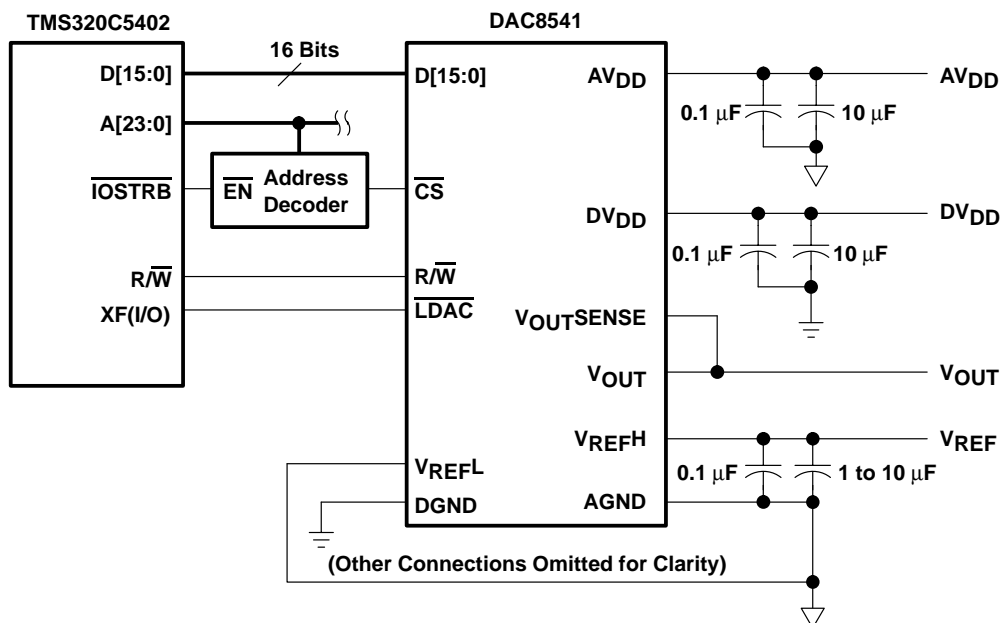 TMS320C5402
DAC8541
16 Bits
D[15:0]
D[15:0]
AVDD
AVDD
0.1 μF
10 μF
A[23:0]
IOSTRB
EN Address
Decoder
CS
DVDD
DVDD
0.1 μF
10 μF
R/W
R/W
XF(I/O)
LDAC
VOUTSENSE
VOUT
VOUT
VREFH
VREF
0.1 μF
1 to 10 μF
VREFL
DGND
AGND
(Other Connections Omitted for Clarity)